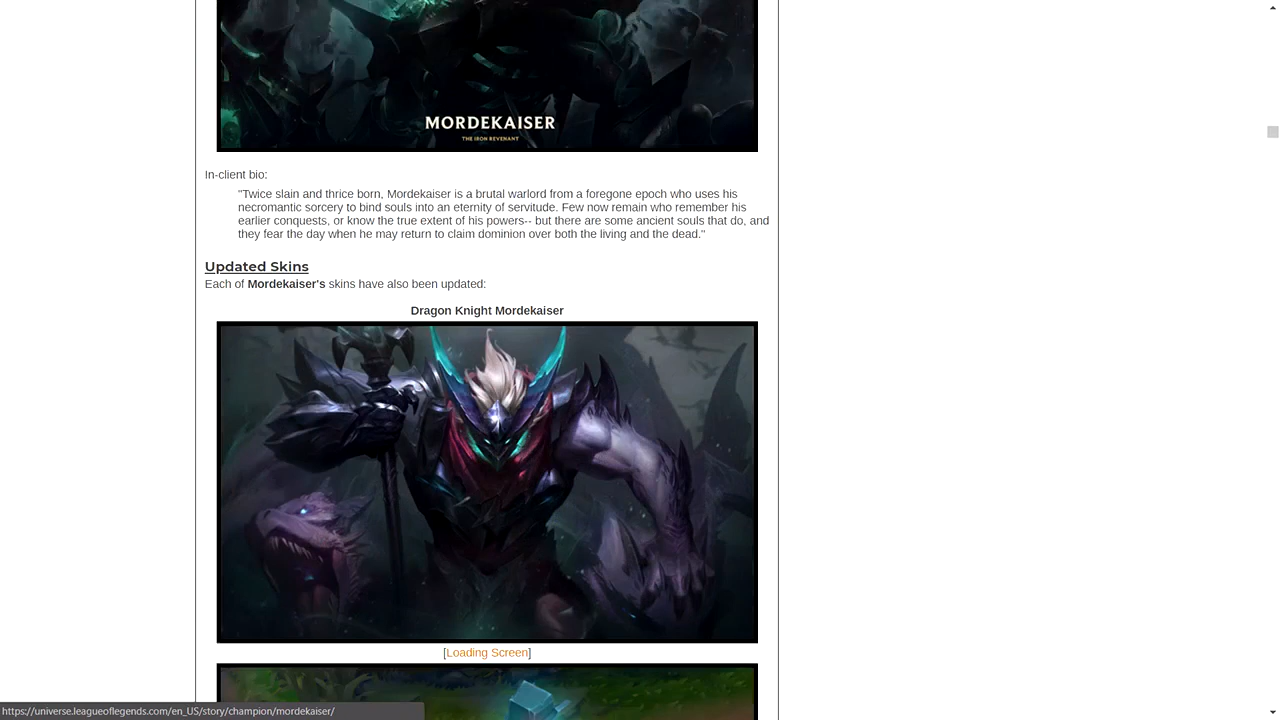 MORDEKAISER
THE IRON REVENANT
In-client bio:
"Twice slain and thrice born, Mordekaiser is a brutal warlord from a foregone epoch who uses his
necromantic sorcery to bind souls into an eternity of servitude. Few now remain who remember his
earlier conquests, or know the true extent of his powers-- but there are some ancient souls that do, and
they fear the day when he may return to claim dominion over both the living and the dead."
Updated Skins
Each of Mordekaiser's skins have also been updated:
Dragon Knight Mordekaiser
[Loading Screen]
https://universe.leagueoflegends.com/en_US/story/champion/mordekaiser/